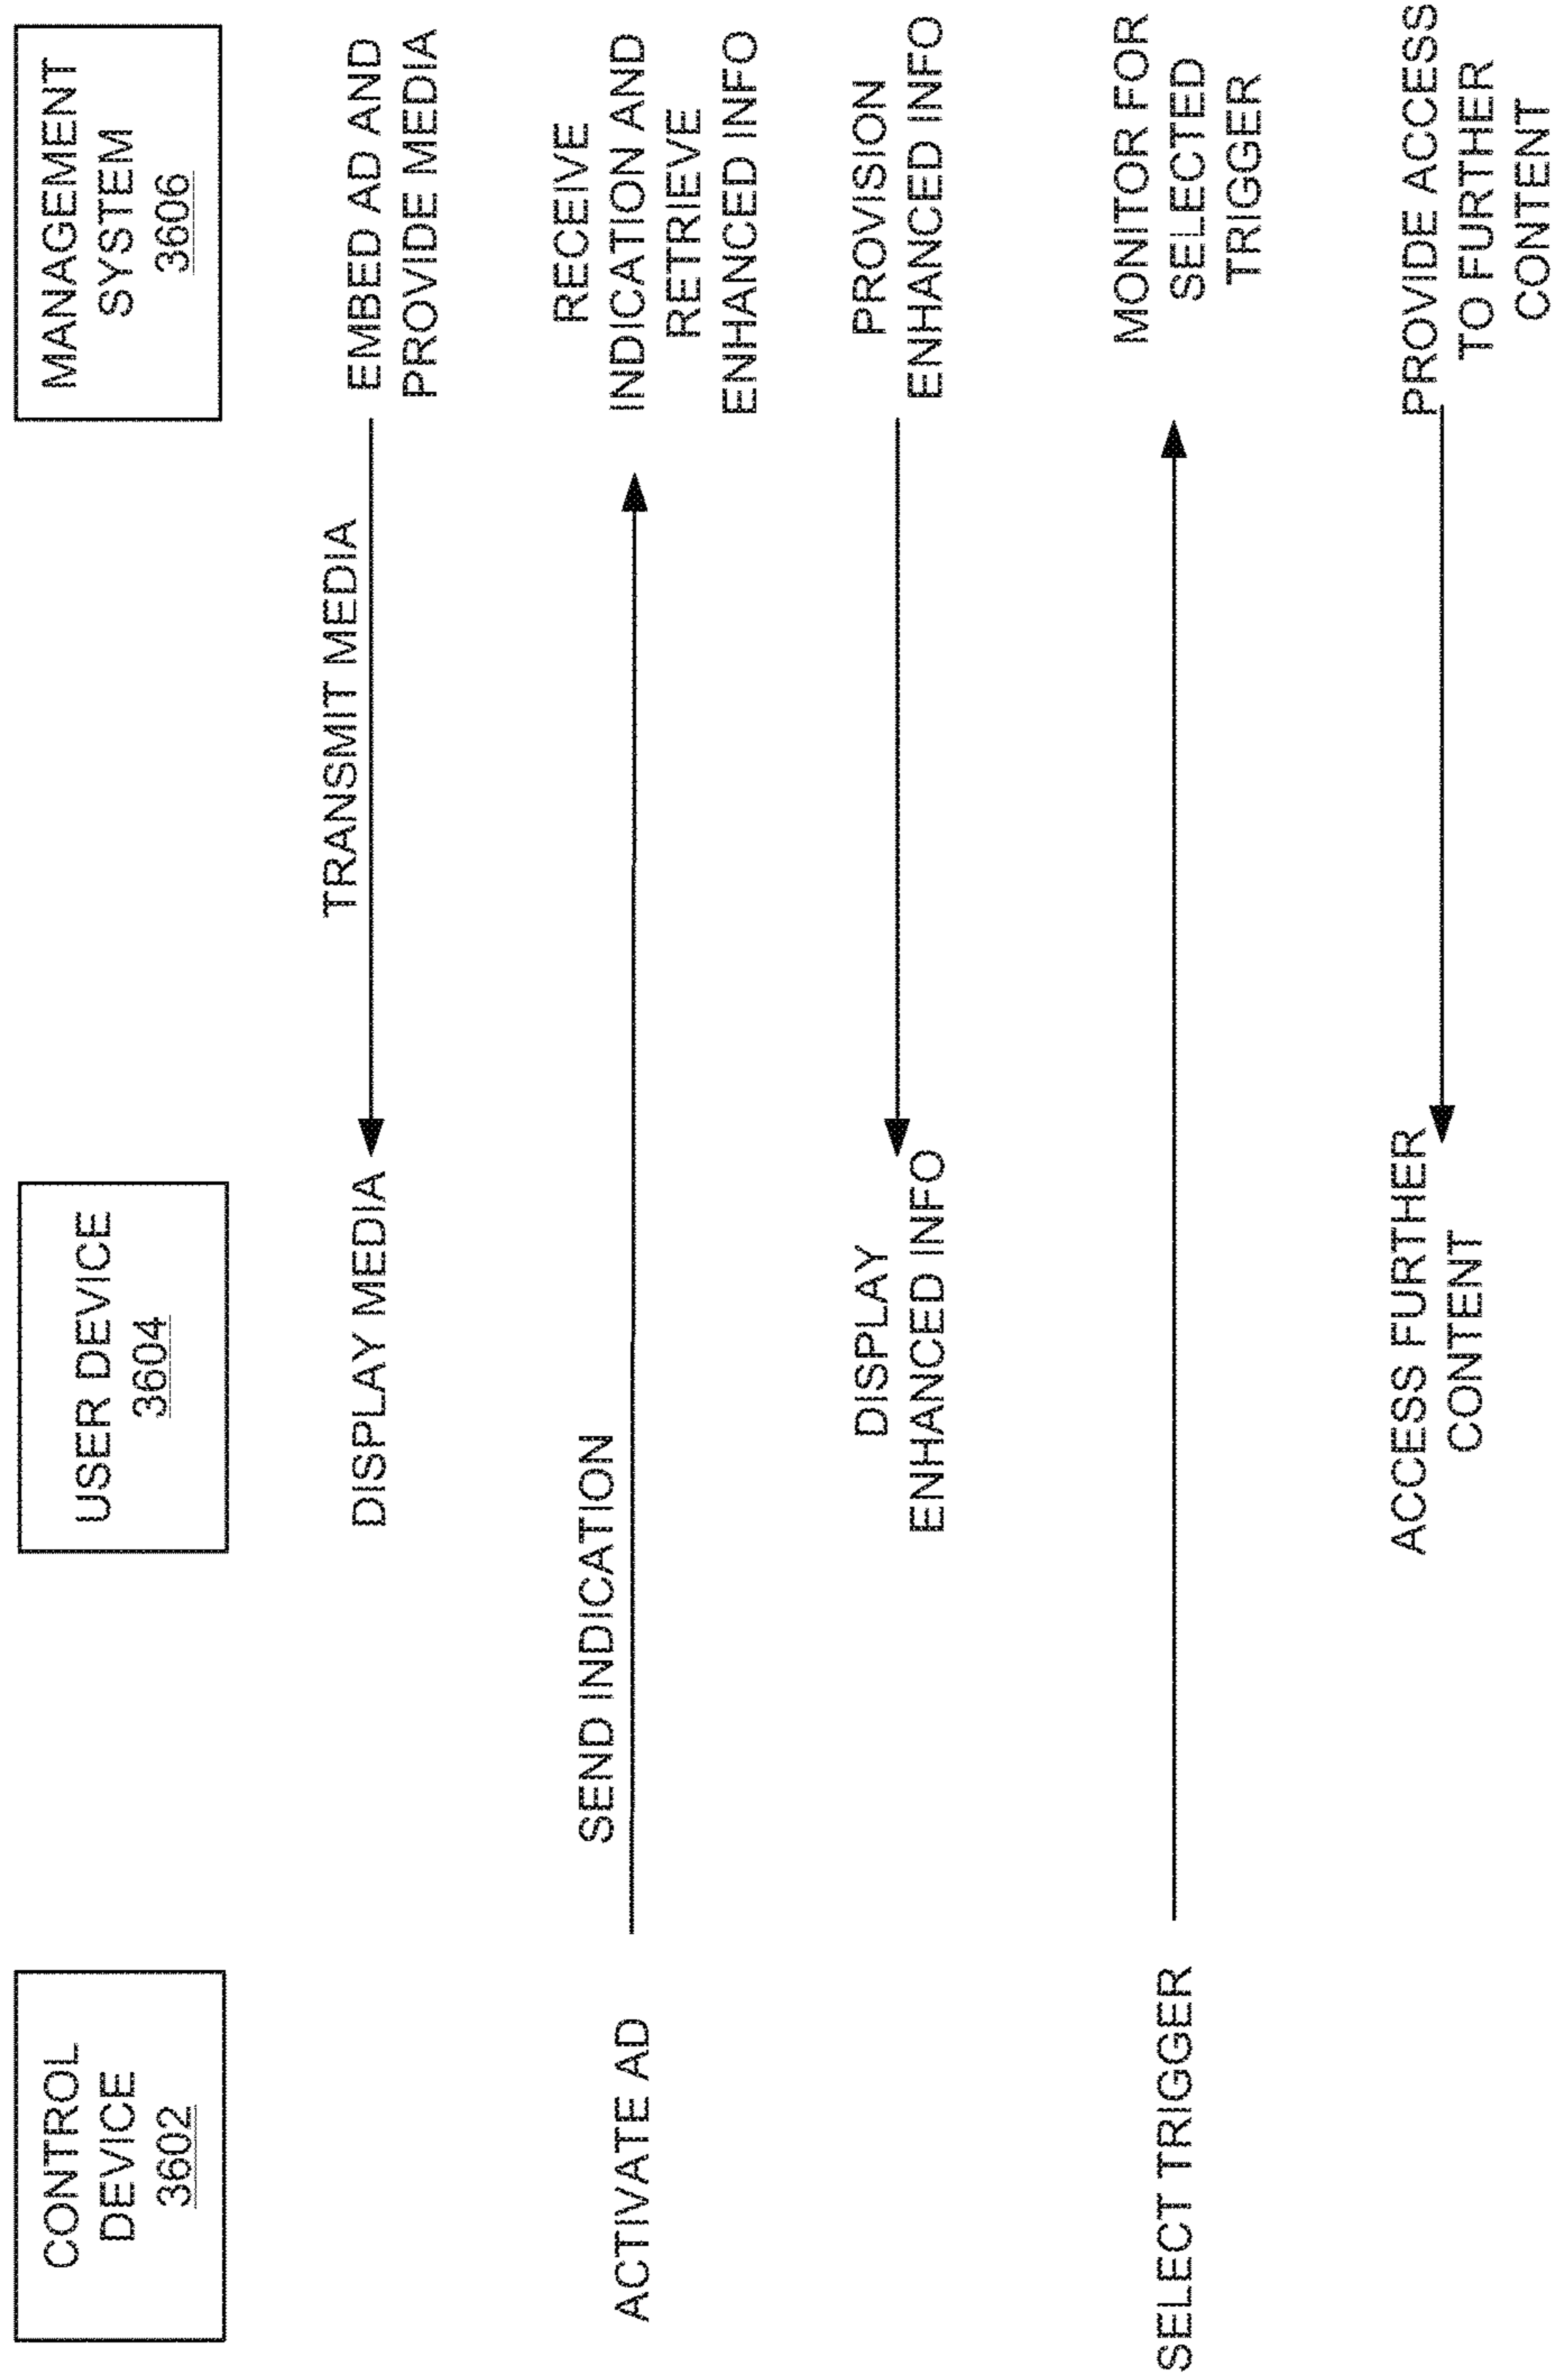 CONTROL
DEVICE
3602
USER DEVICE
3604
MANAGEMENT
SYSTEM
3606
TRANSMIT MEDIA
DISPLAY MEDIA
EMBED AD AND
PROVIDE MEDIA
SEND INDICATION
ACTIVATE AD
RECEIVE
INDICATION AND
RETRIEVE
ENHANCED INFO
DISPLAY
ENHANCED INFO
PROVISION
ENHANCED INFO
SELECT TRIGGER
MONITOR FOR
SELECTED
TRIGGER
ACCESS FURTHER
CONTENT
PROVIDE ACCESS
TO FURTHER
CONTENT